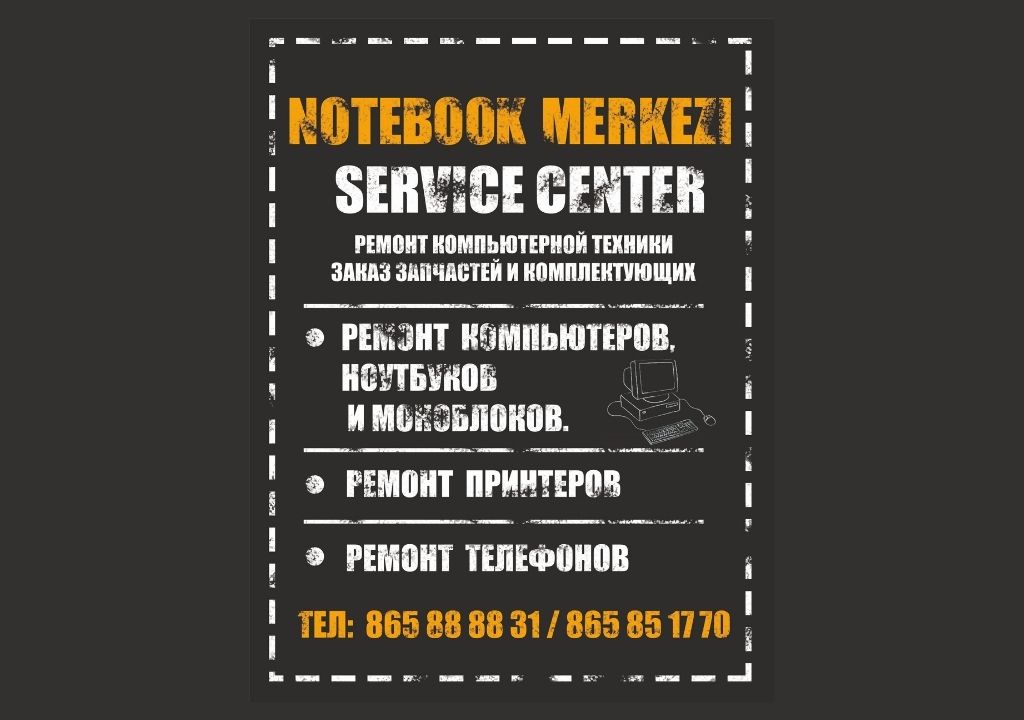 NOTEBOOK MERKEZI
SERVICE CENTER
РЕМОНТ КОМПЬЮТЕРНОЙ ТЕХНИКИ
ЗАКАЗ ЗАПЧАСТЕЙ И КОМПЛЕКТУЮЩИХ
• РЕМОНТ КОМПЬЮТЕРОВ,
НОУТБУКОВ
И МОНОБЛОКОВ.
• РЕМОНТ ПРИНТЕРОВ
• РЕМОНТ ТЕЛЕФОНОВ
ТЕЛ: 865 88 88 31 / 865 85 17 70